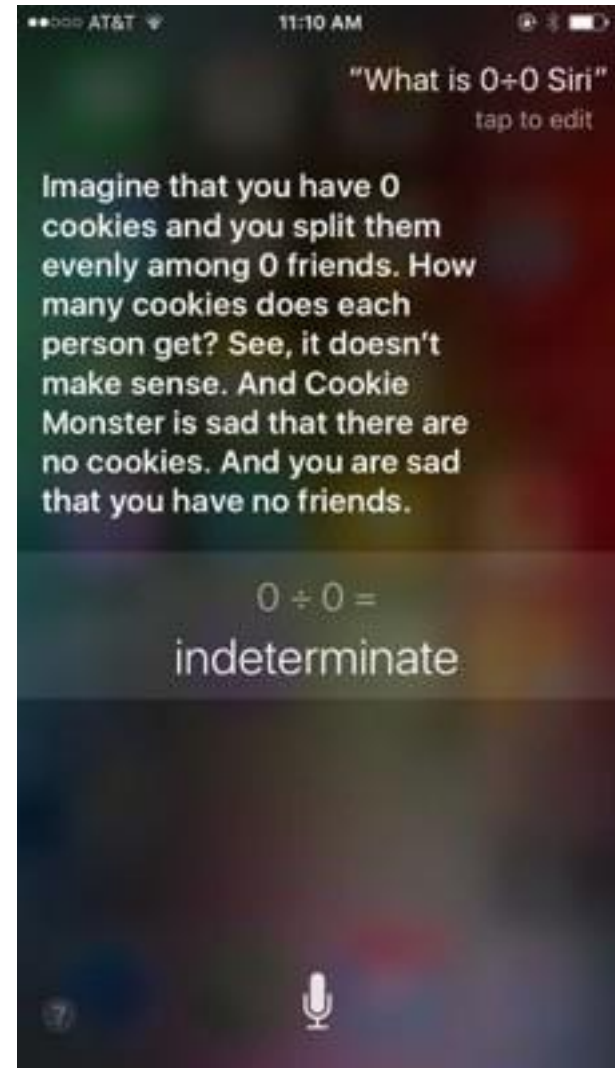 AT&T 11:10 AM
"What is 0÷0 Siri"
tap to edit
Imagine that you have 0
cookies and you split them
evenly among 0 friends. How
many cookies does each
person get? See, it doesn't
make sense. And Cookie
Monster is sad that there are
no cookies. And you are sad
that you have no friends.
0 ÷ 0 =
indeterminate
?